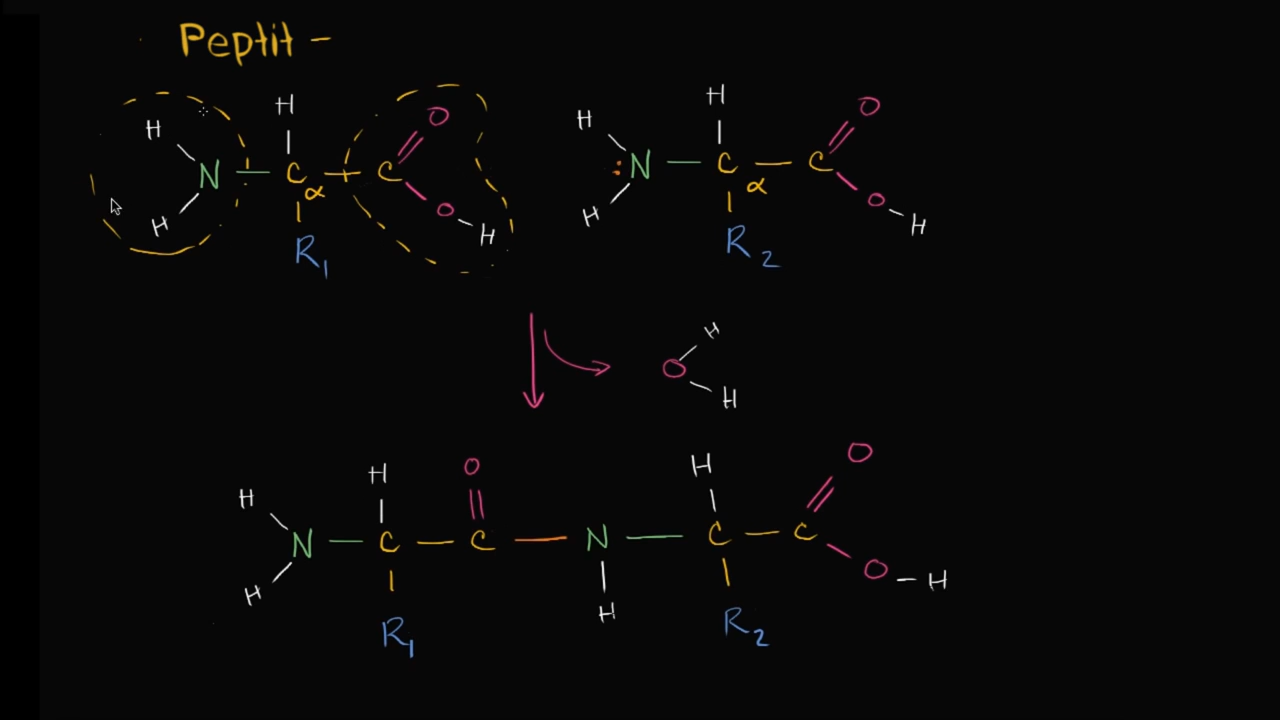 Peptit -
H H O H H O
N C α C N C α C
H R1 O H H R2 O H
O H H
H H O H O
N C C N C C
H R1 H R2 O H